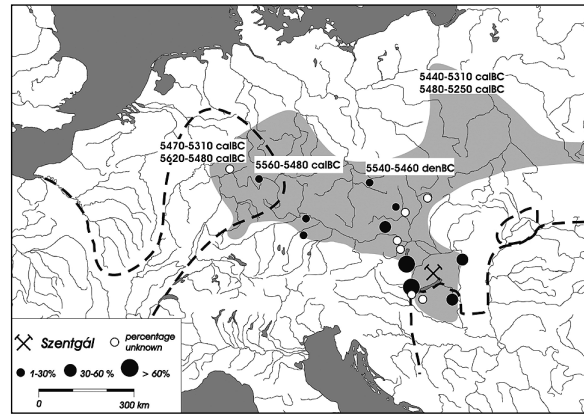 5440-5310 calBC
5480-5250 calBC
5470-5310 calBC
5620-5480 calBC
5560-5480 calBC
5540-5460 denBC
Szentgál
percentage
unknown
1-30%
30-60 %
> 60%
0
300 km